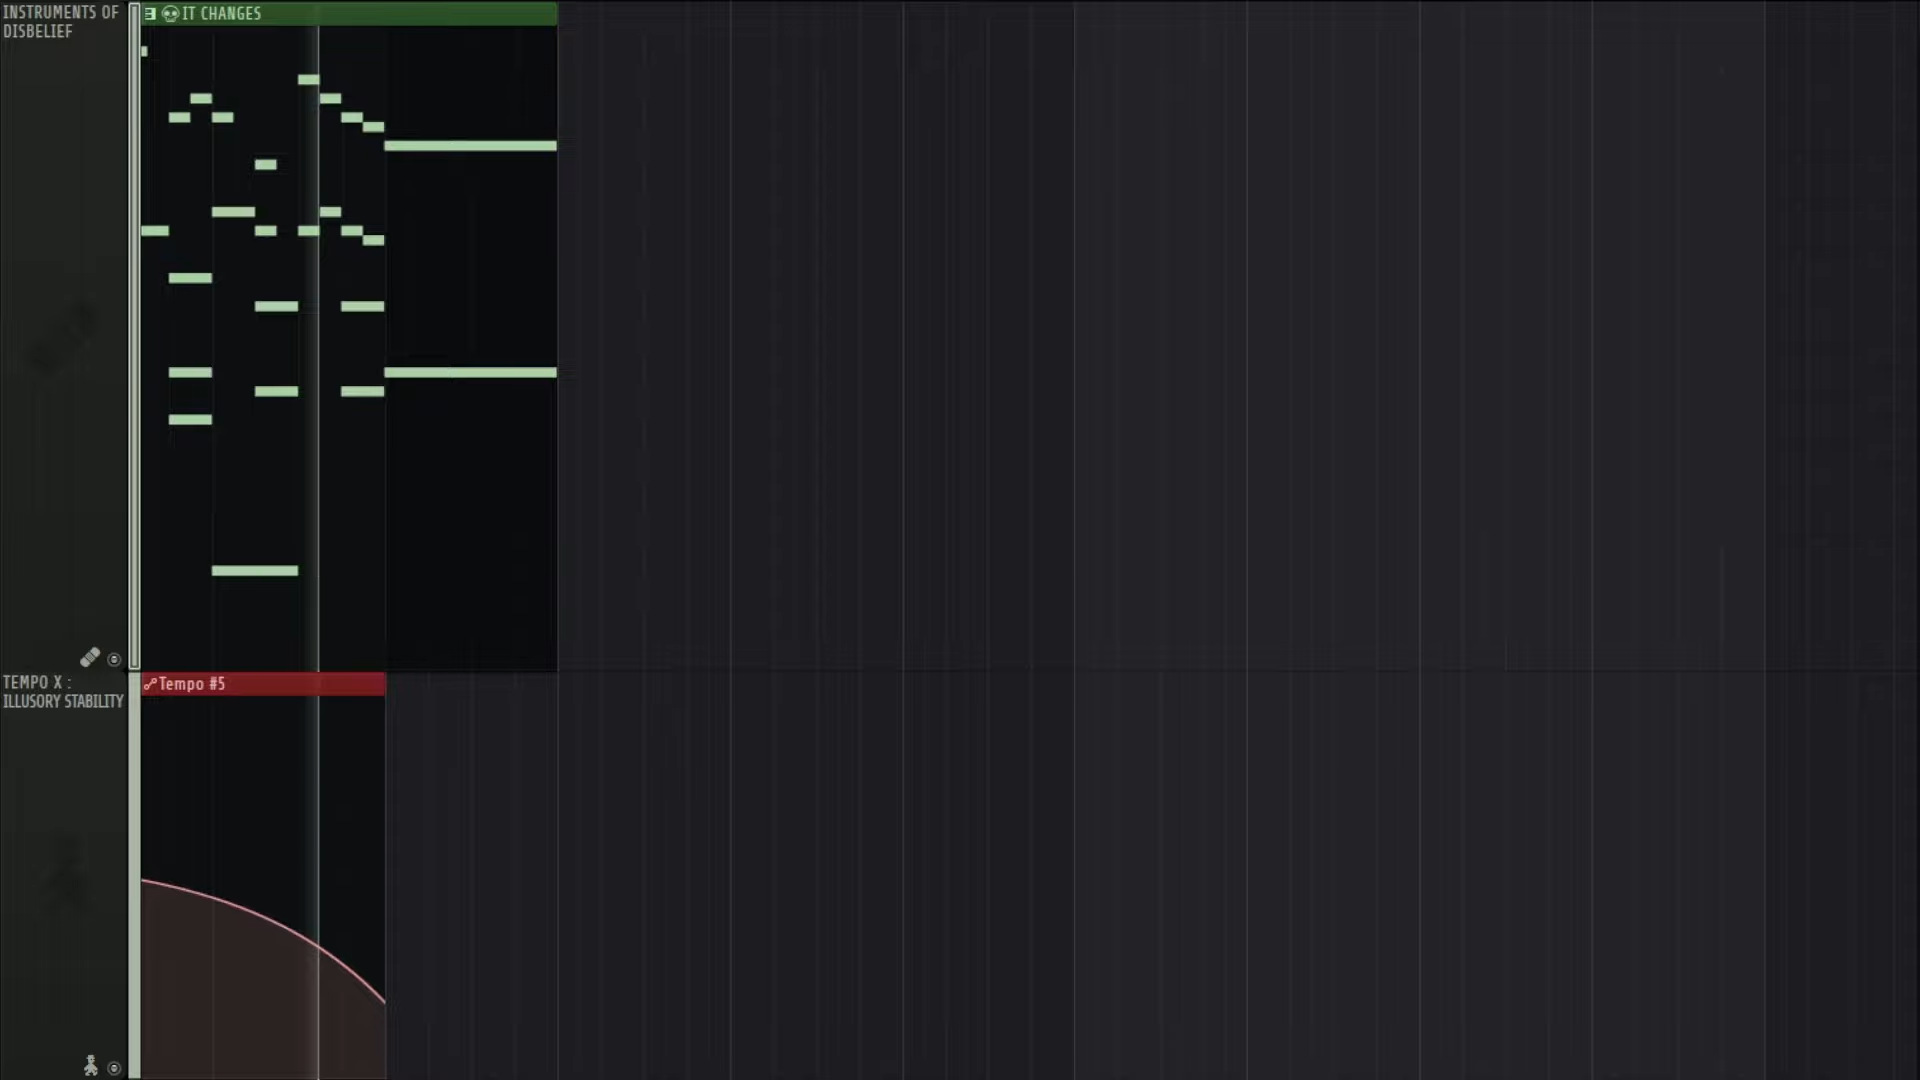 INSTRUMENTS OF
DISBELIEF
IT CHANGES
TEMPO X :
ILLUSORY STABILITY
Tempo #5